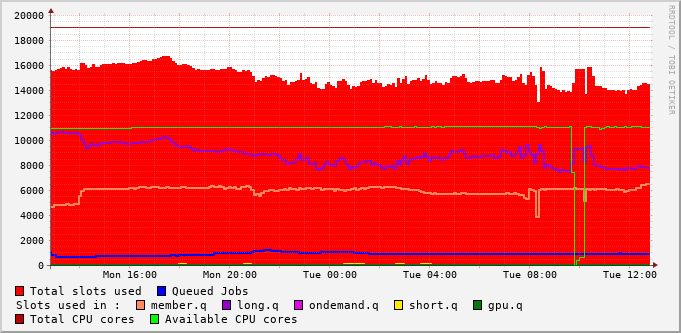 20000
18000
16000
14000
12000
10000
8000
6000
4000
2000
0
Mon 16:00 Mon 20:00 Tue 00:00 Tue 04:00 Tue 08:00 Tue 12:00
RRDTOOL / TOBI OETIKER
Total slots used Queued Jobs
Slots used in : member.q long.q ondemand.q short.q gpu.q
Total CPU cores Available CPU cores